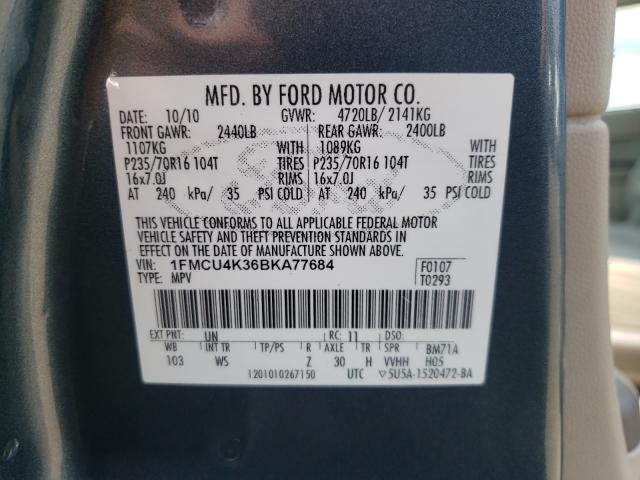 MFD. BY FORD MOTOR CO.
DATE: 10/10 GVWR: 4720LB/ 2141KG
FRONT GAWR: 2440LB REAR GAWR: 2400LB
1107KG WITH 1089KG WITH
P235/70R16 104T TIRES P235/70R16 104T TIRES
16x7.0J RIMS 16x7.0J RIMS
AT 240 kPa/ 35 PSI COLD AT 240 kPa/ 35 PSI COLD
THIS VEHICLE CONFORMS TO ALL APPLICABLE FEDERAL MOTOR
VEHICLE SAFETY AND THEFT PREVENTION STANDARDS IN
EFFECT ON THE DATE OF MANUFACTURE SHOWN ABOVE.
VIN: 1FMCU4K36BKA77684 F0107
TYPE: MPV T0293
EXT PNT: UN RC: 11 DSO:
WB INT TR TP/PS R AXLE TR SPR BM71A
103 WS Z 30 H VVHH H05
1201010267150 UTC ▽5U5A-1520472-BA